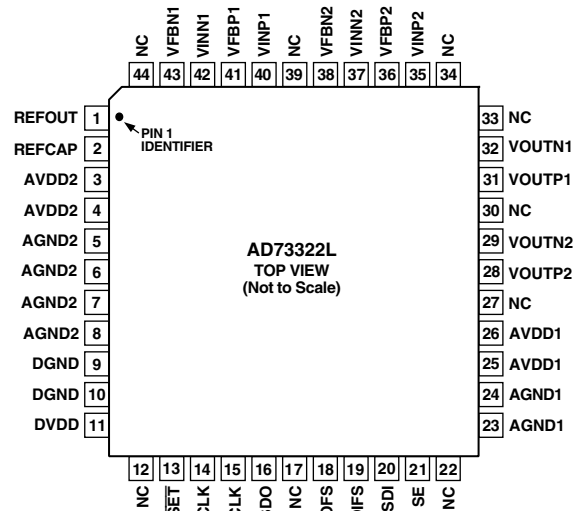 NC
VFBN1
VINN1
VFBP1
VINP1
NC
VFBN2
VINN2
VFBP2
VINP2
NC
44 43 42 41 40 39 38 37 36 35 34
REFOUT 1
PIN 1
IDENTIFIER
REFCAP 2
AVDD2 3
AVDD2 4
AGND2 5
AGND2 6
AGND2 7
AGND2 8
DGND 9
DGND 10
DVDD 11
AD73322L
TOP VIEW
(Not to Scale)
33 NC
32 VOUTN1
31 VOUTP1
30 NC
29 VOUTN2
28 VOUTP2
27 NC
26 AVDD1
25 AVDD1
24 AGND1
23 AGND1
12 13 14 15 16 17 18 19 20 21 22
NC
NC
SDI
SE
NC